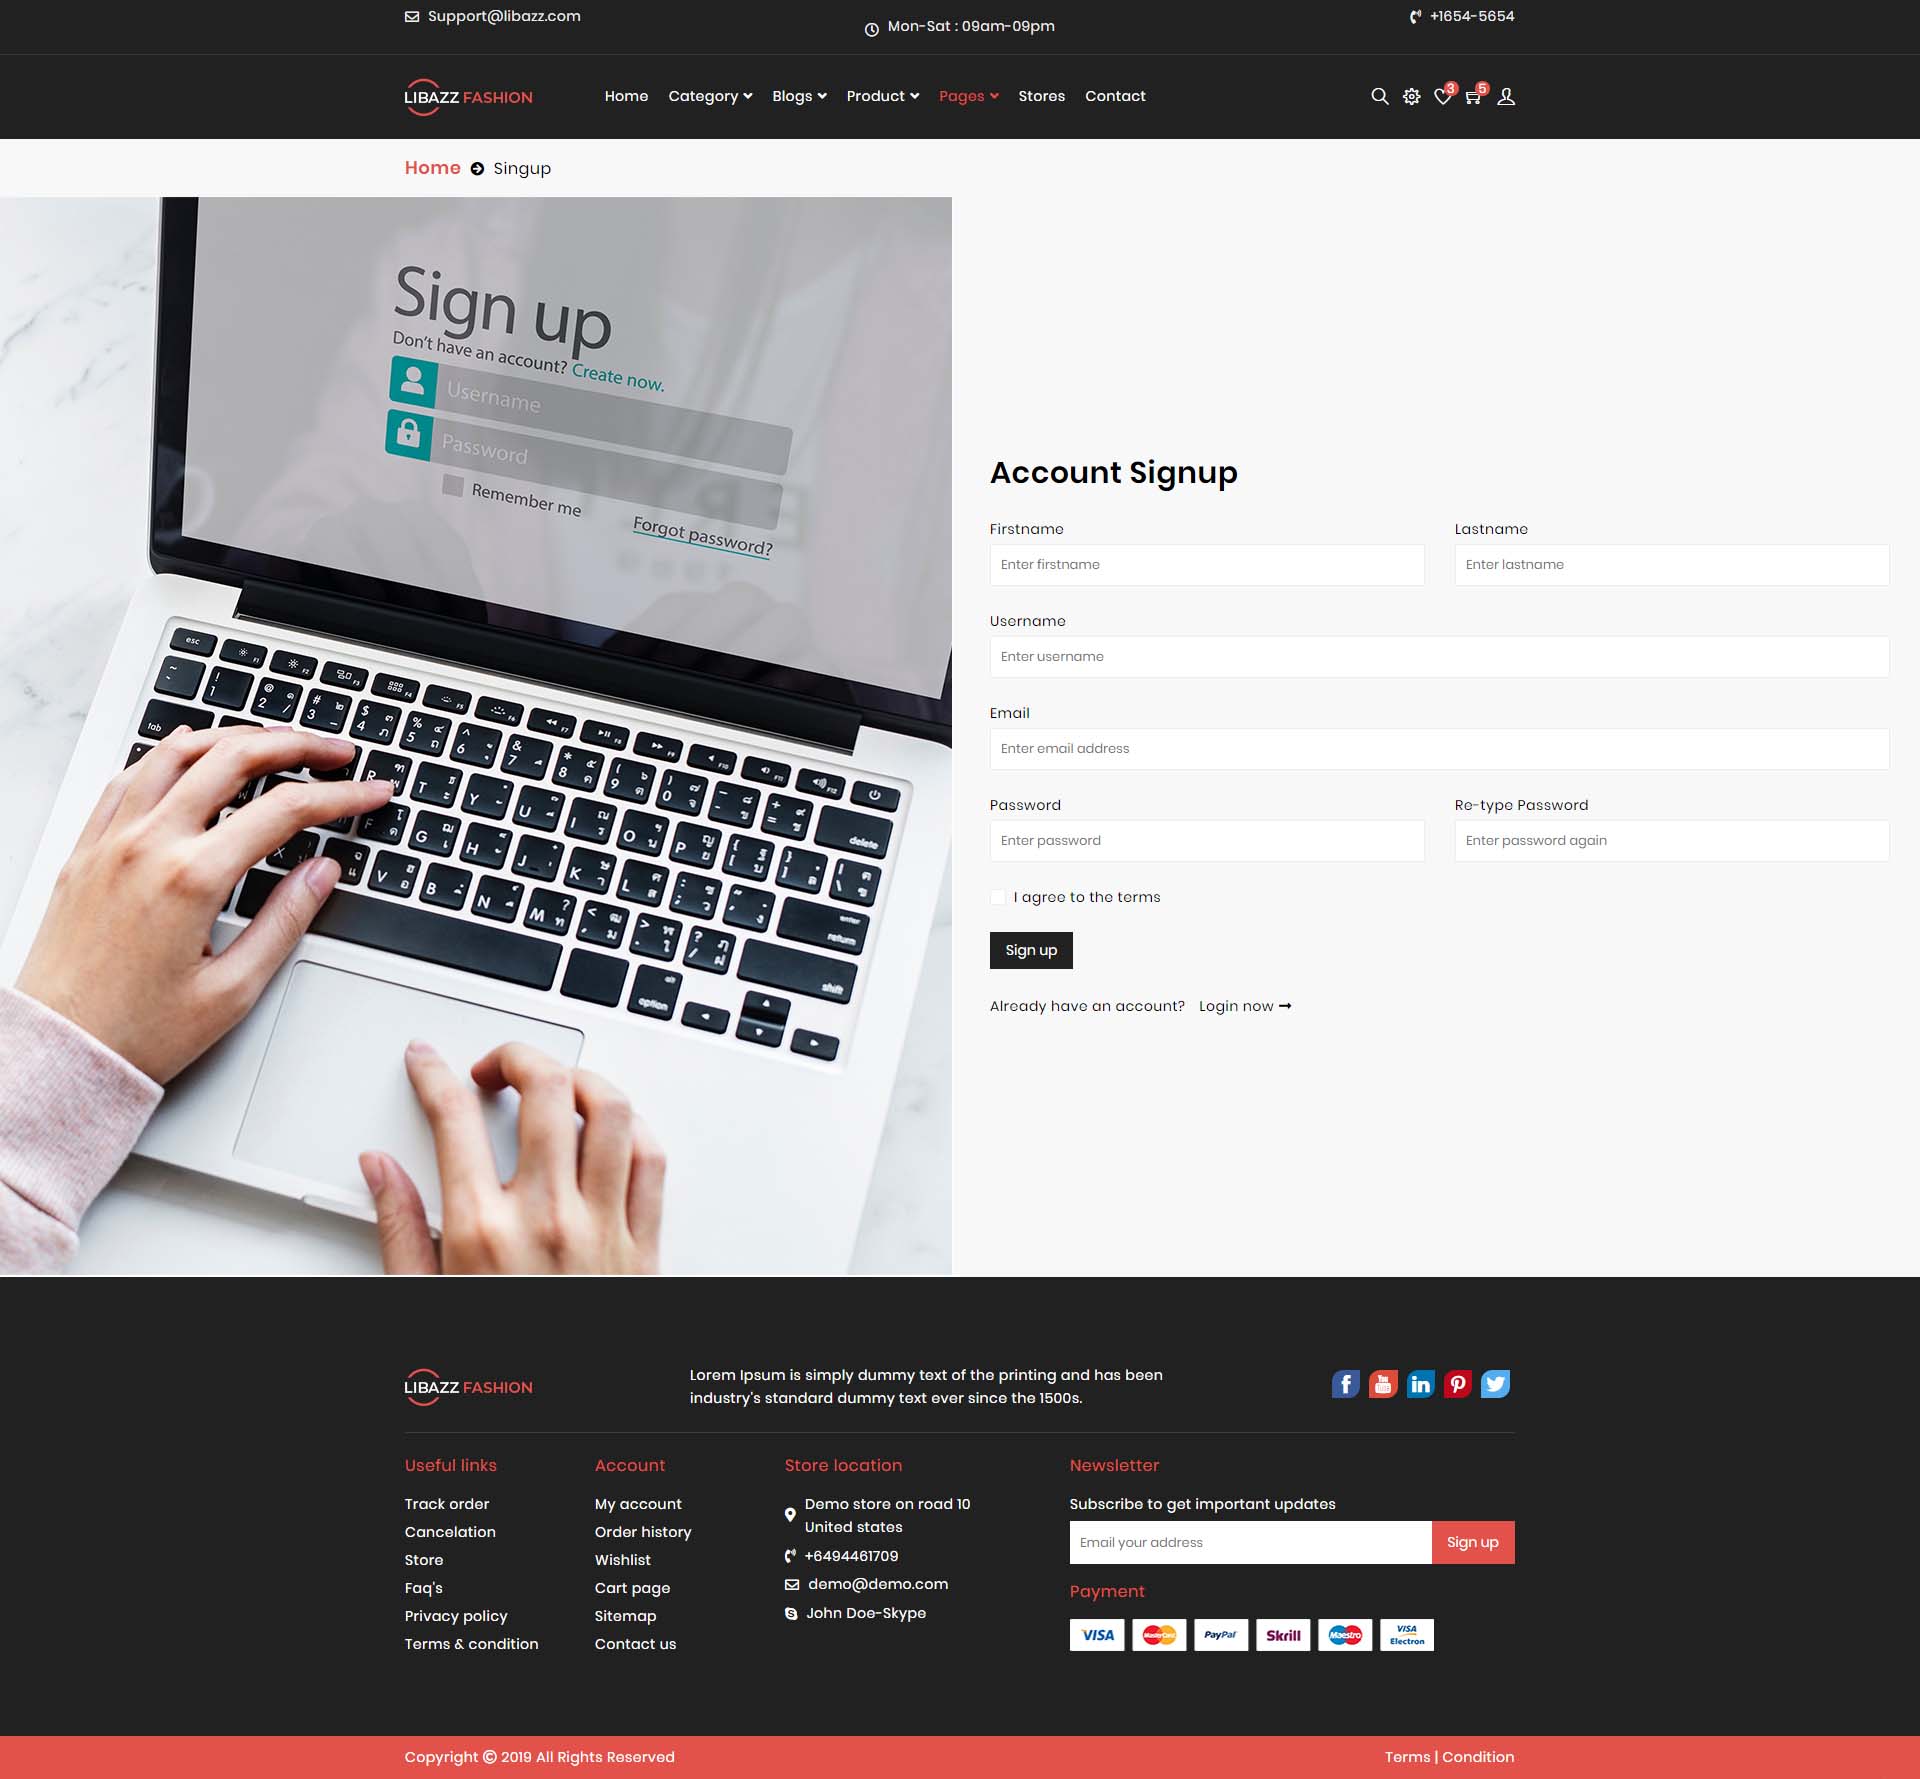 Support@libazz.com
Mon-Sat : 09am-09pm
+1654-5654
LIBAZZ FASHION
Home Category Blogs Product Pages Stores Contact
3 5
Home Singup
Sign up
Don't have an account? Create now.
Username
Password
Remember me
Forgot password?
Account Signup
Firstname Lastname
Enter firstname Enter lastname
Username
Enter username
Email
Enter email address
Password Re-type Password
Enter password Enter password again
I agree to the terms
Sign up
Already have an account? Login now
LIBAZZ FASHION
Lorem Ipsum is simply dummy text of the printing and has been
industry's standard dummy text ever since the 1500s.
Useful links
Track order
Cancelation
Store
Faq's
Privacy policy
Terms & condition
Account
My account
Order history
Wishlist
Cart page
Sitemap
Contact us
Store location
Demo store on road 10
United states
+6494461709
demo@demo.com
John Doe-Skype
Newsletter
Subscribe to get important updates
Email your address Sign up
Payment
VISA MasterCard PayPal Skrill Maestro VISA Electron
Copyright © 2019 All Rights Reserved
Terms | Condition